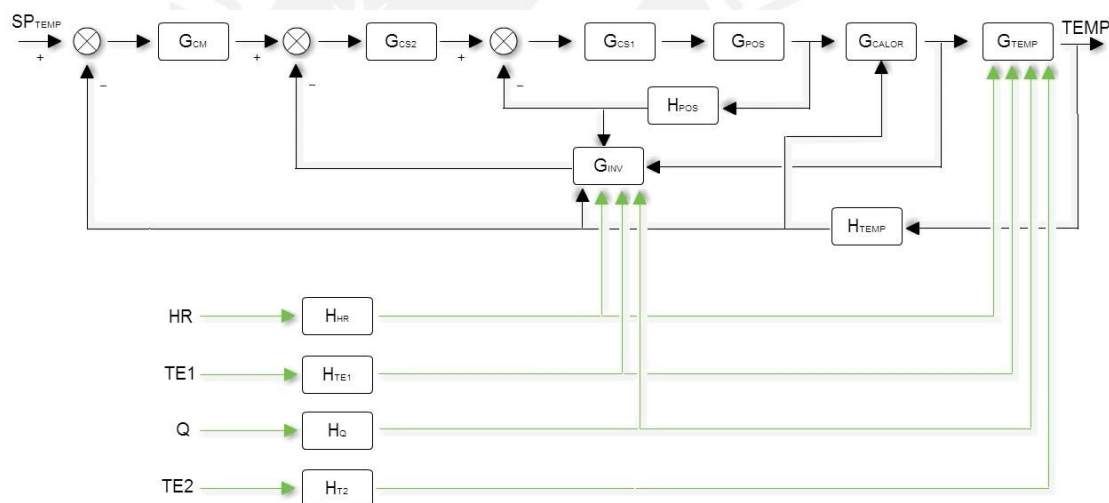 SPTEMP
TEMP
+
−
GCM
+
−
GCS2
+
−
GCS1
GPOS
GCALOR
GTEMP
HPOS
GINV
HTEMP
HR
HHR
TE1
HTE1
Q
HQ
TE2
HT2